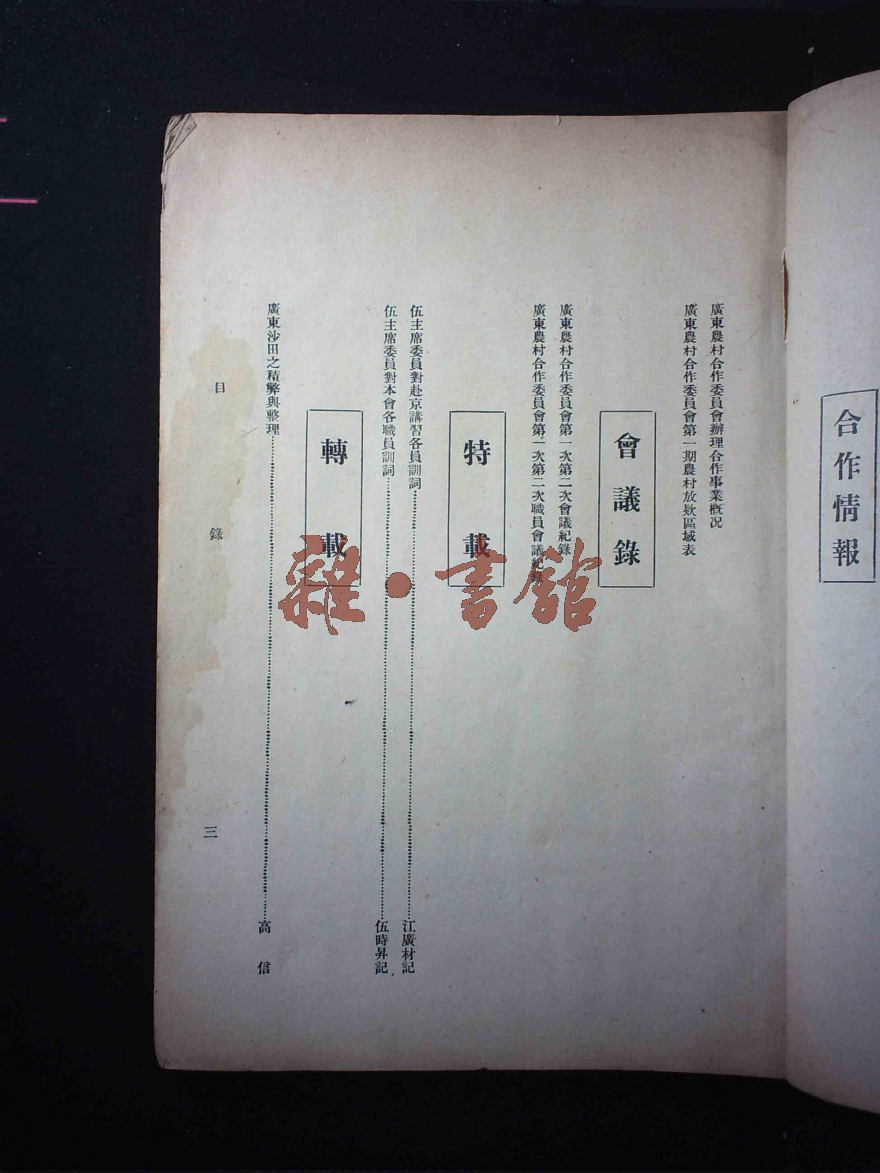 合作情報
廣東農村合作委員會辦理合作事業概况
廣東農村合作委員會第一期農村放欵區域表
會議錄
廣東農村合作委員會第一次第二次會議紀錄
廣東農村合作委員會第一次第二次職員會議紀錄
特載
伍主席委員對赴京講習各員訓詞……江廣材記
伍主席委員對本會各職員訓詞……伍時昇記
轉載
廣東沙田之積弊與整理……高信
目錄
三
雜·書館